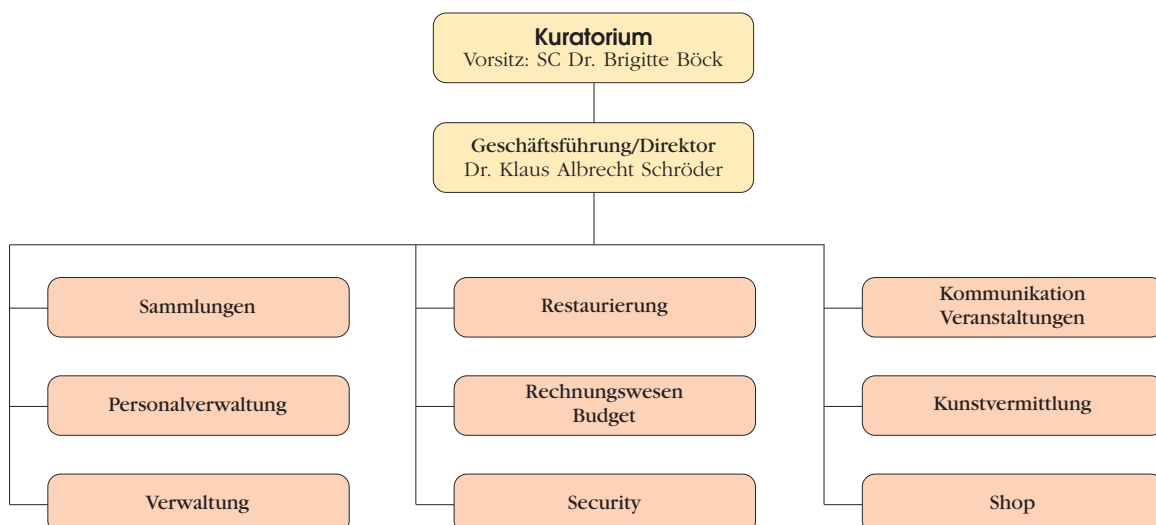 Kuratorium
Vorsitz: SC Dr. Brigitte Böck
Geschäftsführung/Direktor
Dr. Klaus Albrecht Schröder
Sammlungen
Restaurierung
Kommunikation
Veranstaltungen
Personalverwaltung
Rechnungswesen
Budget
Kunstvermittlung
Verwaltung
Security
Shop